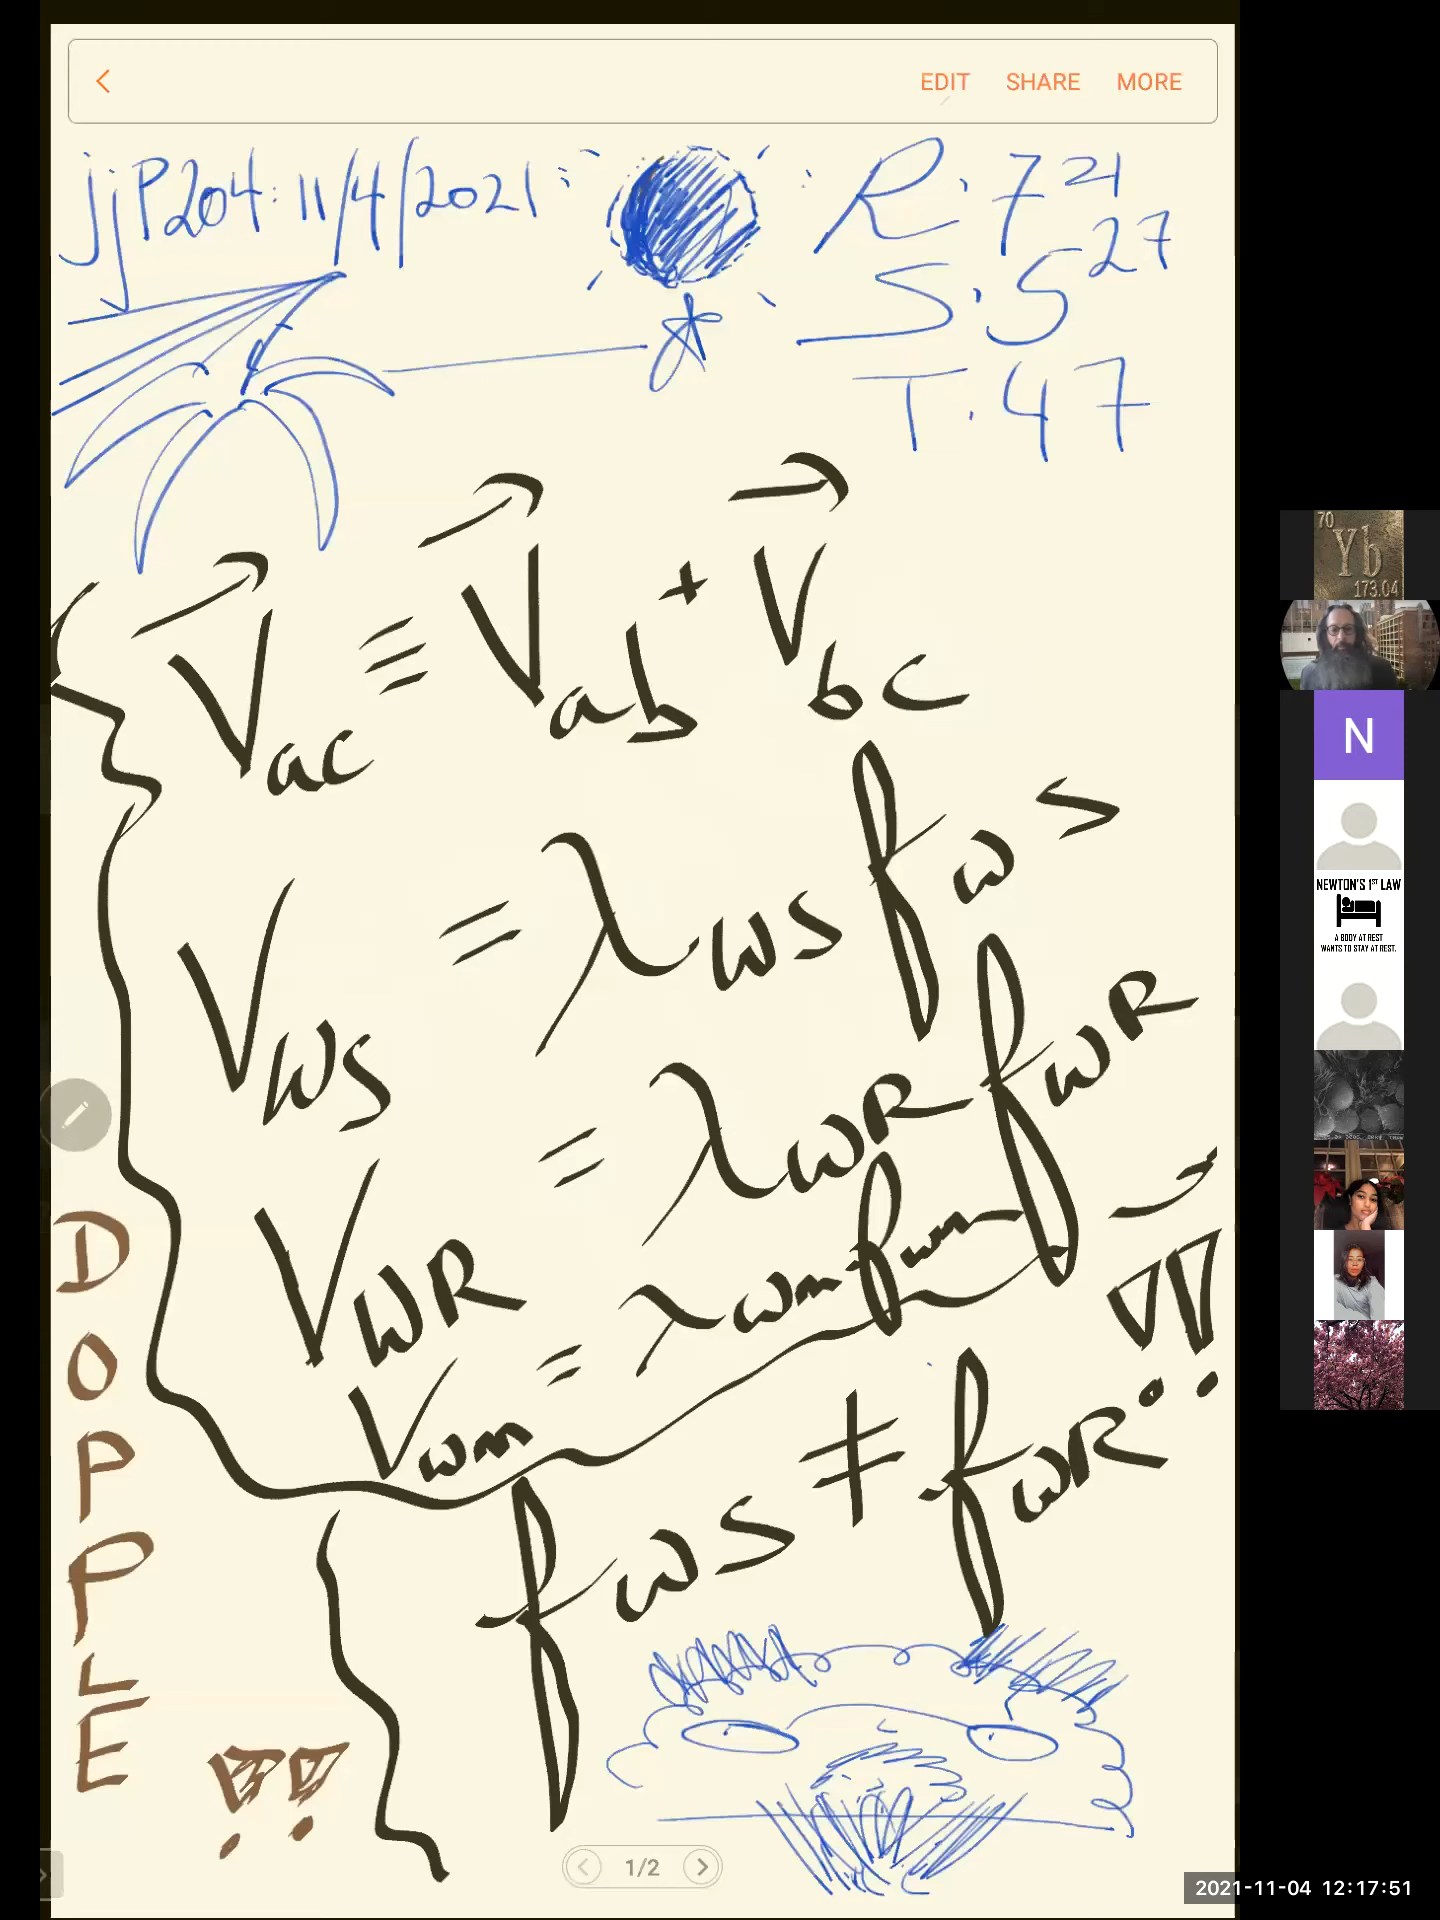 EDIT SHARE MORE
jjP204: 11/4/2021 R: 7 21
S: 5 27
T: 47
V⃗ac ≡ V⃗ab + V⃗bc
Vws = λws fws
VwR = λwR fwR
Vwm = λwm fwm
fws ≠ fwR !!
DOPPLE !!
1/2
70
Yb
173.04
N
NEWTON'S 1ST LAW
A BODY AT REST
WANTS TO STAY AT REST.
2021-11-04 12:17:51